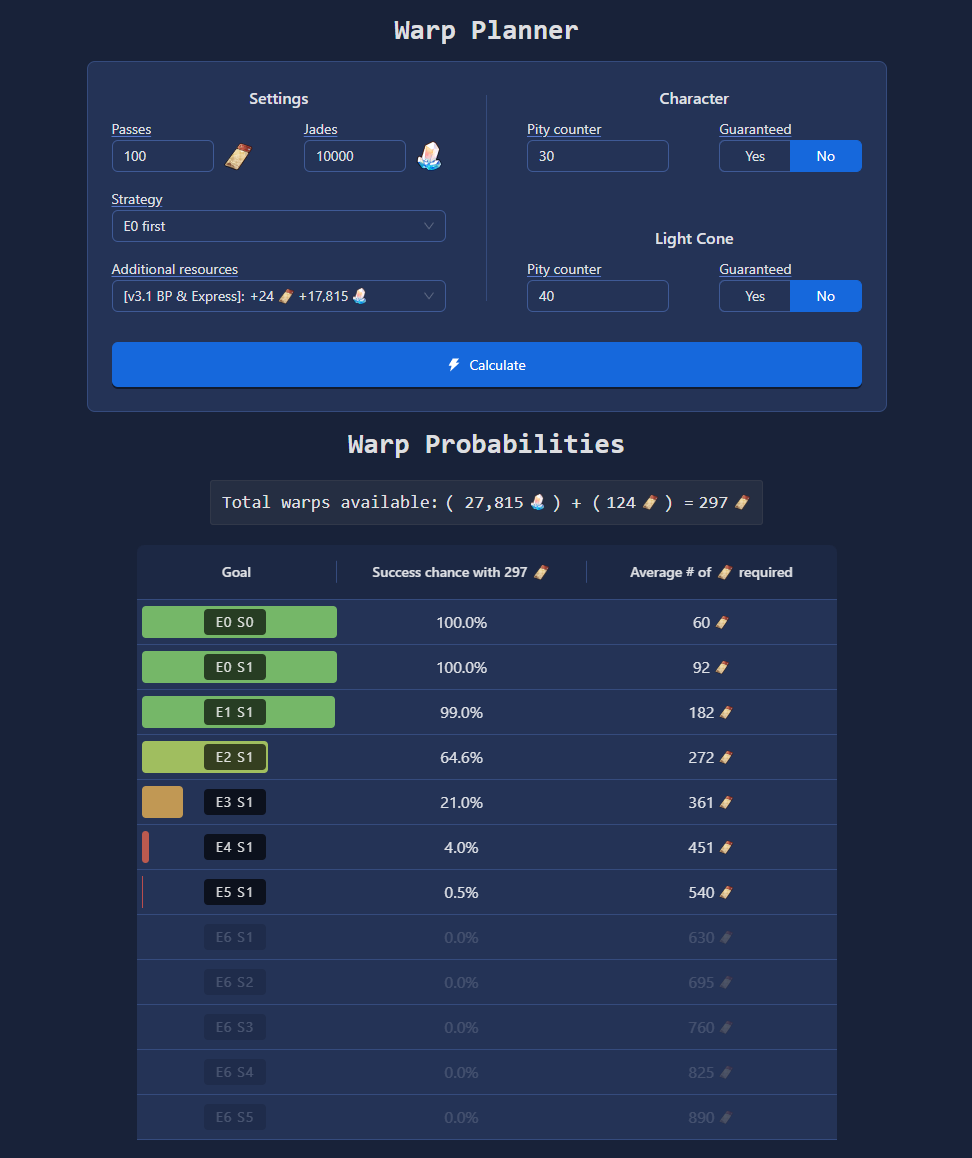 Warp Planner
Settings
Passes
Jades
100
10000
Strategy
E0 first
Additional resources
[v3.1 BP & Express]: +24 +17,815
Character
Pity counter
Guaranteed
30
Yes
No
Light Cone
Pity counter
Guaranteed
40
Yes
No
Calculate
Warp Probabilities
Total warps available: ( 27,815 ) + ( 124 ) = 297
Goal Success chance with 297 Average # of required
E0 S0 100.0% 60
E0 S1 100.0% 92
E1 S1 99.0% 182
E2 S1 64.6% 272
E3 S1 21.0% 361
E4 S1 4.0% 451
E5 S1 0.5% 540
E6 S1 0.0% 630
E6 S2 0.0% 695
E6 S3 0.0% 760
E6 S4 0.0% 825
E6 S5 0.0% 890